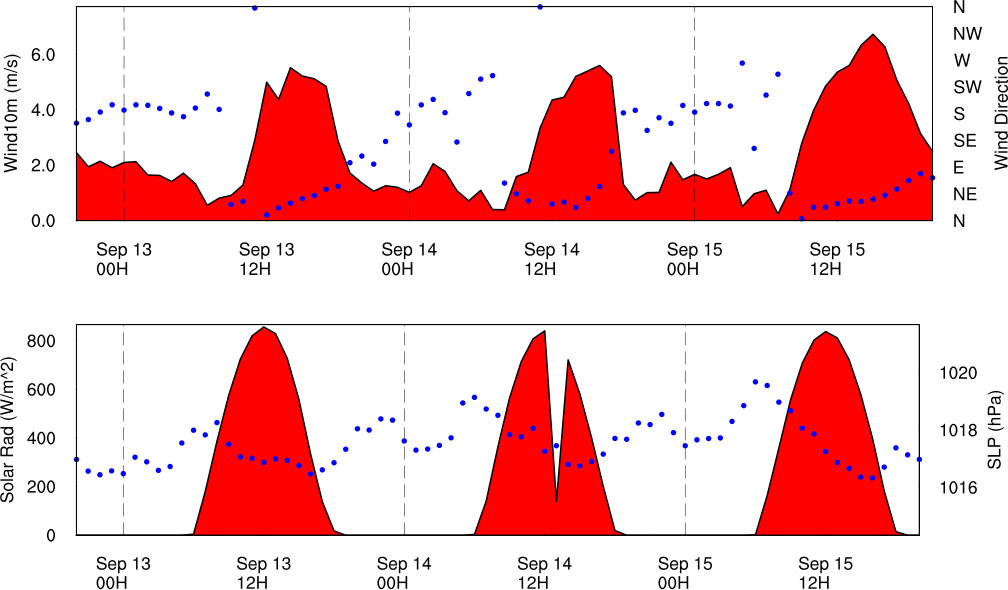 Wind10m (m/s)
6.0
4.0
2.0
0.0
N
NW
W
SW
S
SE
E
NE
N
Wind Direction
Sep 13 Sep 13 Sep 14 Sep 14 Sep 15 Sep 15
00H 12H 00H 12H 00H 12H
Solar Rad (W/m^2)
800
600
400
200
0
1020
1018
1016
SLP (hPa)
Sep 13 Sep 13 Sep 14 Sep 14 Sep 15 Sep 15
00H 12H 00H 12H 00H 12H